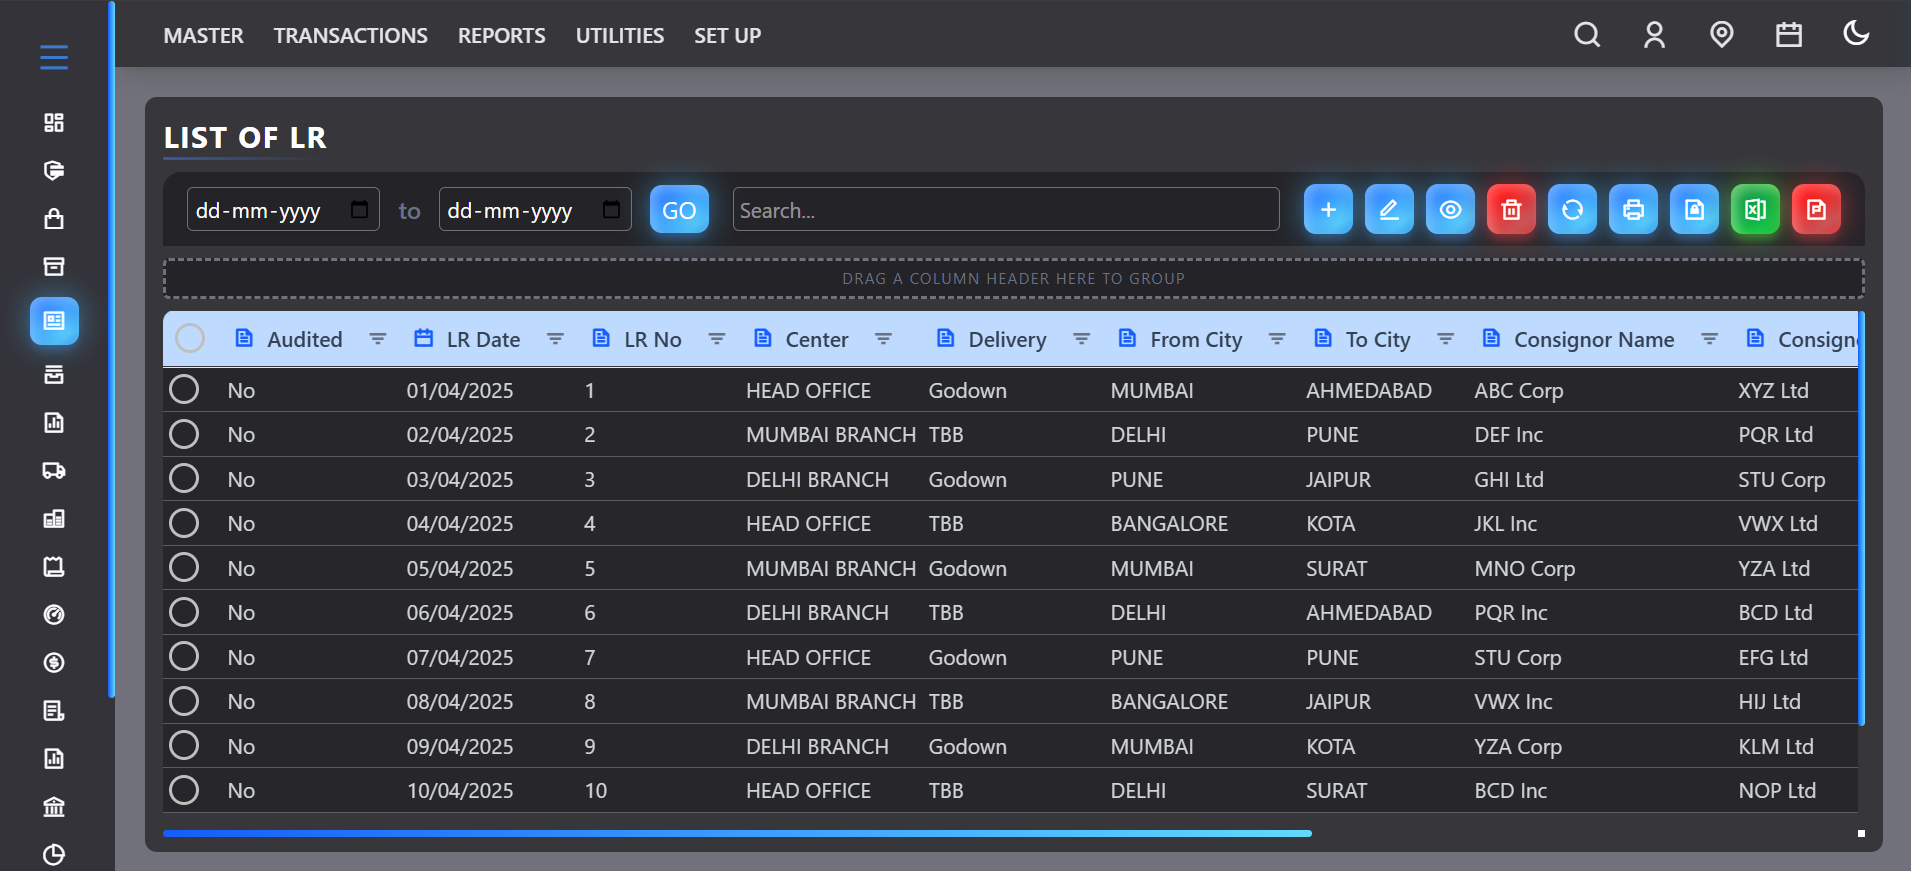 MASTER TRANSACTIONS REPORTS UTILITIES SET UP
LIST OF LR
dd-mm-yyyy to dd-mm-yyyy GO Search...
DRAG A COLUMN HEADER HERE TO GROUP
Audited LR Date LR No Center Delivery From City To City Consignor Name Consign
No 01/04/2025 1 HEAD OFFICE Godown MUMBAI AHMEDABAD ABC Corp XYZ Ltd
No 02/04/2025 2 MUMBAI BRANCH TBB DELHI PUNE DEF Inc PQR Ltd
No 03/04/2025 3 DELHI BRANCH Godown PUNE JAIPUR GHI Ltd STU Corp
No 04/04/2025 4 HEAD OFFICE TBB BANGALORE KOTA JKL Inc VWX Ltd
No 05/04/2025 5 MUMBAI BRANCH Godown MUMBAI SURAT MNO Corp YZA Ltd
No 06/04/2025 6 DELHI BRANCH TBB DELHI AHMEDABAD PQR Inc BCD Ltd
No 07/04/2025 7 HEAD OFFICE Godown PUNE PUNE STU Corp EFG Ltd
No 08/04/2025 8 MUMBAI BRANCH TBB BANGALORE JAIPUR VWX Inc HIJ Ltd
No 09/04/2025 9 DELHI BRANCH Godown MUMBAI KOTA YZA Corp KLM Ltd
No 10/04/2025 10 HEAD OFFICE TBB DELHI SURAT BCD Inc NOP Ltd